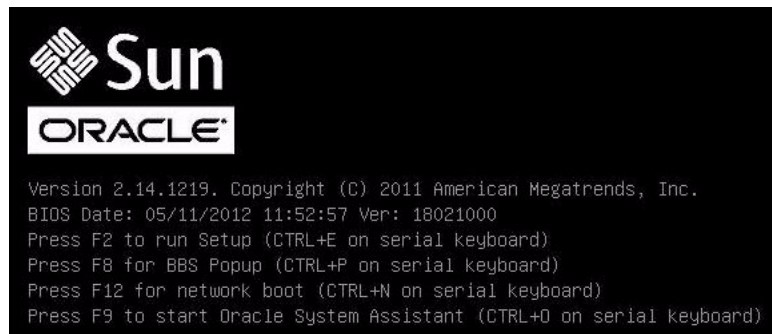 Sun
ORACLE
Version 2.14.1219. Copyright (C) 2011 American Megatrends, Inc.
BIOS Date: 05/11/2012 11:52:57 Ver: 18021000
Press F2 to run Setup (CTRL+E on serial keyboard)
Press F8 for BBS Popup (CTRL+P on serial keyboard)
Press F12 for network boot (CTRL+N on serial keyboard)
Press F9 to start Oracle System Assistant (CTRL+O on serial keyboard)